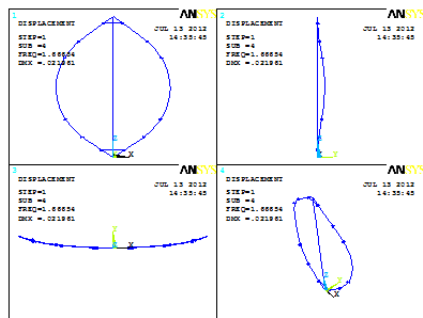 1
ANSYS
DISPLACEMENT
JUL 13 2012
14:35:45
STEP=1
SUB =4
FREQ=1.66654
DMX =.021961
Z
X
2
ANSYS
DISPLACEMENT
JUL 13 2012
14:35:45
STEP=1
SUB =4
FREQ=1.66654
DMX =.021961
Z
Y
3
ANSYS
DISPLACEMENT
JUL 13 2012
14:35:45
STEP=1
SUB =4
FREQ=1.66654
DMX =.021961
Y
Z
X
4
ANSYS
DISPLACEMENT
JUL 13 2012
14:35:45
STEP=1
SUB =4
FREQ=1.66654
DMX =.021961
Z
Y
X